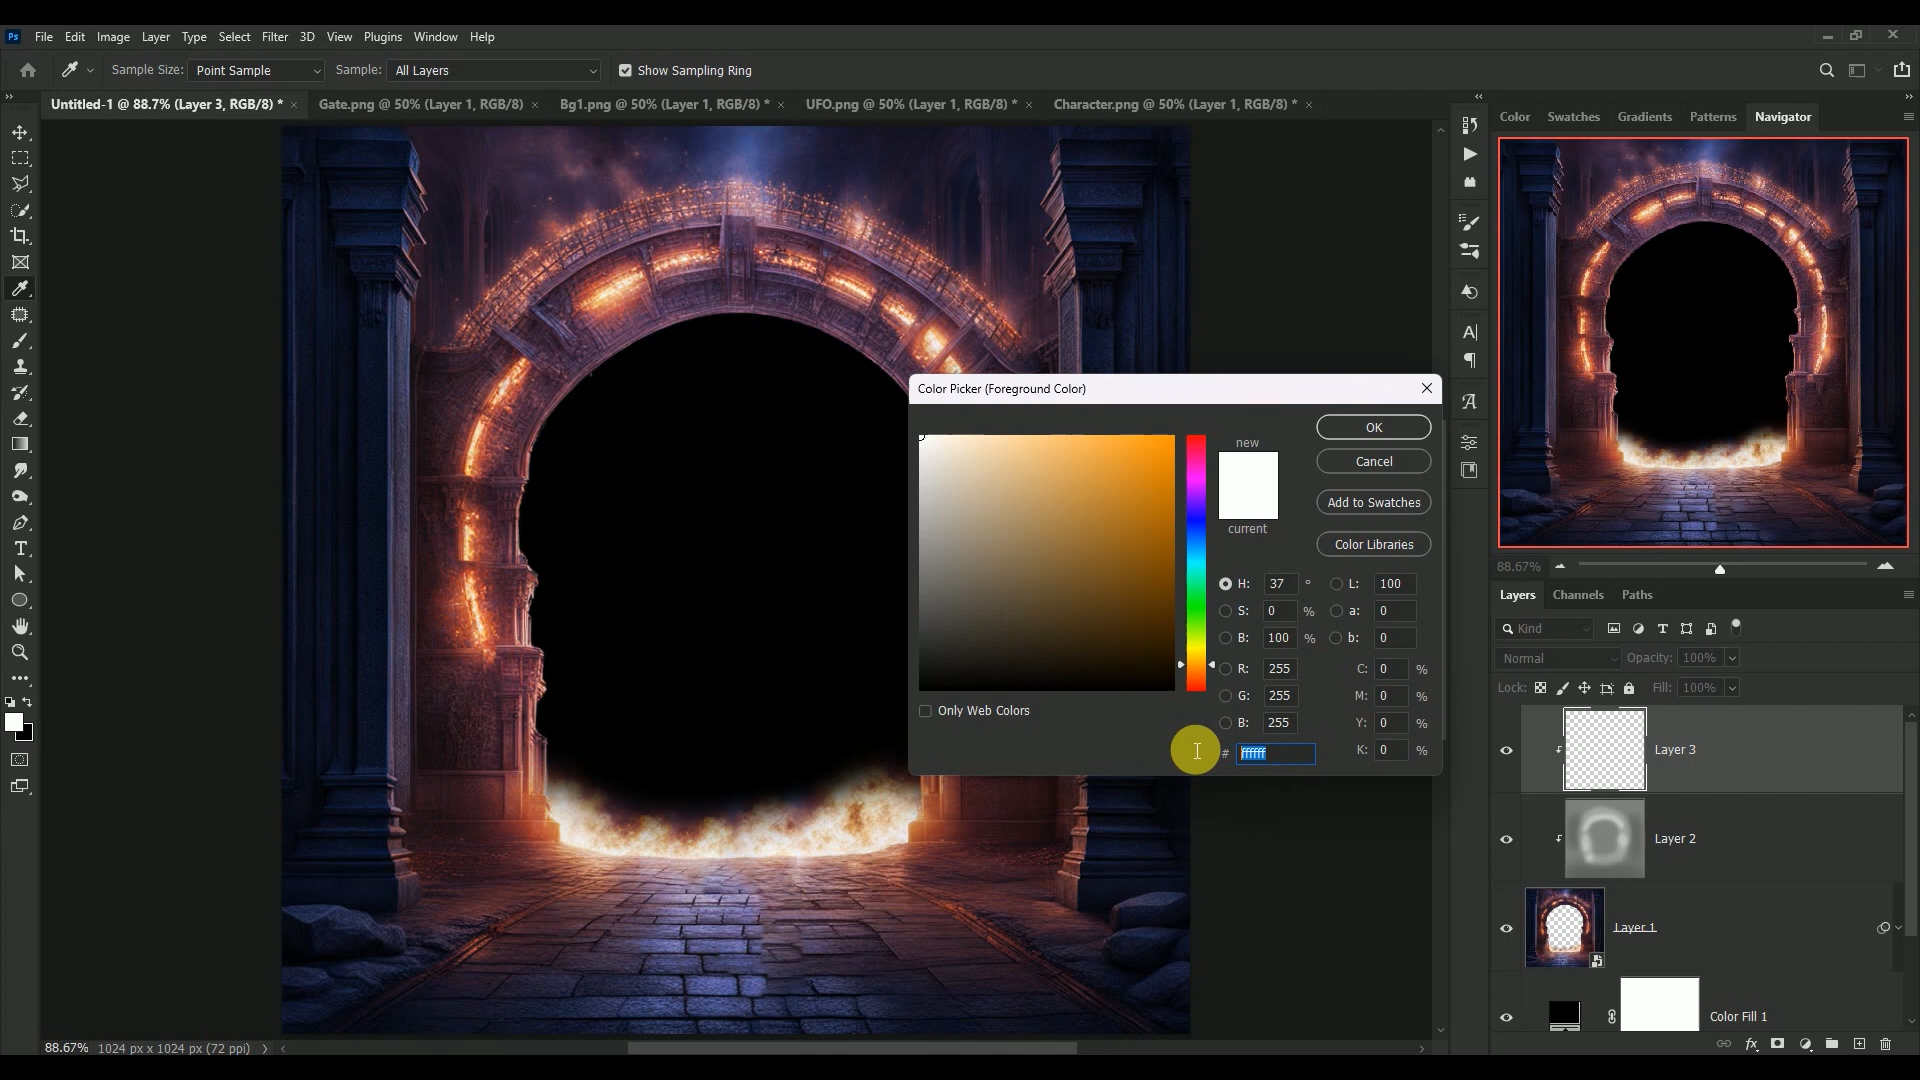 Ps File Edit Image Layer Type Select Filter 3D View Plugins Window Help
Sample Size: Point Sample Sample: All Layers Show Sampling Ring
Untitled-1 @ 88.7% (Layer 3, RGB/8) * × Gate.png @ 50% (Layer 1, RGB/8) × Bg1.png @ 50% (Layer 1, RGB/8) * × UFO.png @ 50% (Layer 1, RGB/8) * × Character.png @ 50% (Layer 1, RGB/8) * ×
Color Swatches Gradients Patterns Navigator
Color Picker (Foreground Color)
OK
new
Cancel
Add to Swatches
current
Color Libraries
H: 37 ° L: 100
S: 0 % a: 0
B: 100 % b: 0
R: 255 C: 0 %
G: 255 M: 0 %
B: 255 Y: 0 %
# ffffff K: 0 %
Only Web Colors
88.67%
Layers Channels Paths
Kind
Normal Opacity: 100%
Lock: Fill: 100%
Layer 3
Layer 2
Layer 1
Color Fill 1
88.67% 1024 px x 1024 px (72 ppi)